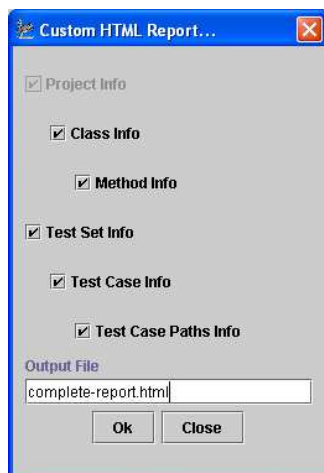 Custom HTML Report...
Project Info
Class Info
Method Info
Test Set Info
Test Case Info
Test Case Paths Info
Output File
complete-report.html
Ok Close